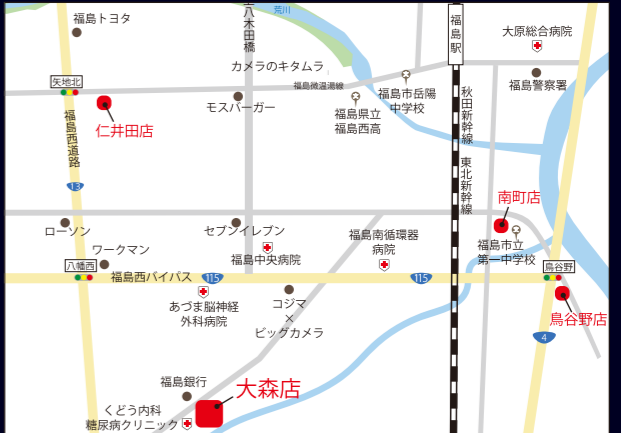 福島トヨタ
八木田橋
荒川
福島駅
大原総合病院
カメラのキタムラ
矢地北
福島微温湯線
福島市岳陽
中学校
福島警察署
モスバーガー
福島県立
福島西高
仁井田店
福島西道路
秋田新幹線
東北新幹線
13
南町店
ローソン
セブンイレブン
福島南循環器
病院
福島市立
第一中学校
ワークマン
福島中央病院
八幡西
福島西バイパス
115
115
鳥谷野
あづま脳神経
外科病院
コジマ
×
ビッグカメラ
鳥谷野店
4
福島銀行
大森店
くどう内科
糖尿病クリニック